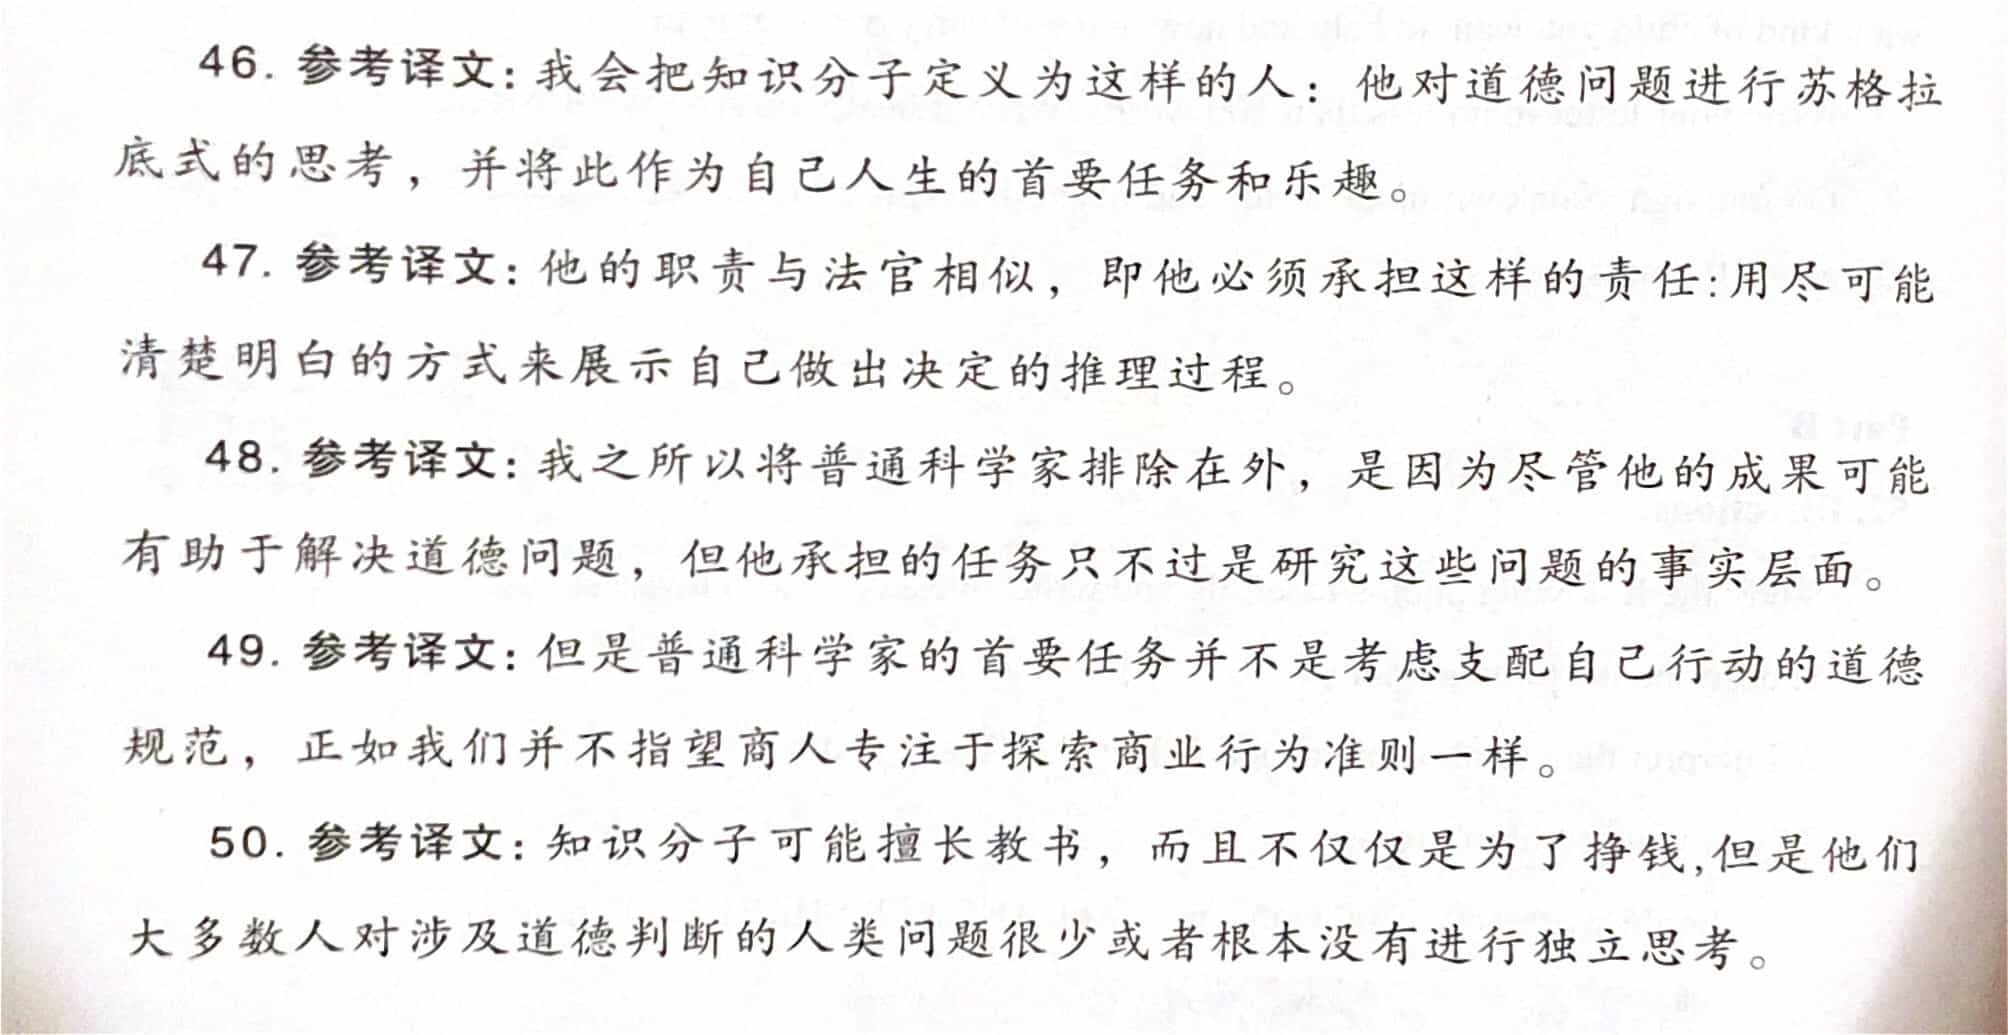 46. 参考译文：我会把知识分子定义为这样的人：他对道德问题进行苏格拉
底式的思考，并将此作为自己人生的首要任务和乐趣。
47. 参考译文：他的职责与法官相似，即他必须承担这样的责任：用尽可能
清楚明白的方式来展示自己做出决定的推理过程。
48. 参考译文：我之所以将普通科学家排除在外，是因为尽管他的成果可能
有助于解决道德问题，但他承担的任务只不过是研究这些问题的事实层面。
49. 参考译文：但是普通科学家的首要任务并不是考虑支配自己行动的道德
规范，正如我们并不指望商人专注于探索商业行为准则一样。
50. 参考译文：知识分子可能擅长教书，而且不仅仅是为了挣钱，但是他们
大多数人对涉及道德判断的人类问题很少或者根本没有进行独立思考。